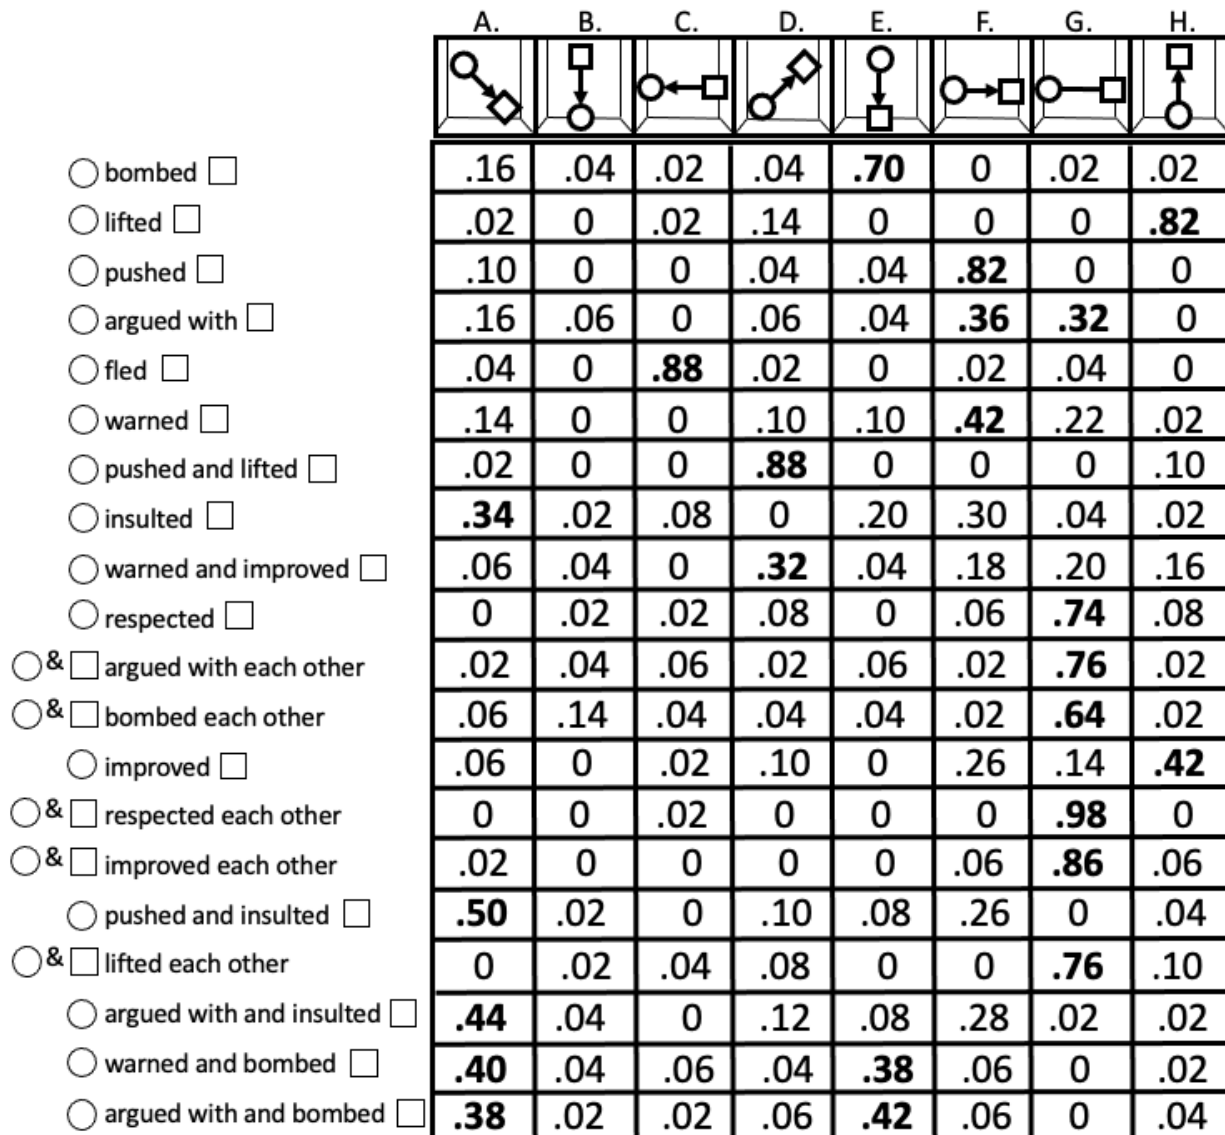 A. B. C. D. E. F. G. H.
bombed .16 .04 .02 .04 .70 0 .02 .02
lifted .02 0 .02 .14 0 0 0 .82
pushed .10 0 0 .04 .04 .82 0 0
argued with .16 .06 0 .06 .04 .36 .32 0
fled .04 0 .88 .02 0 .02 .04 0
warned .14 0 0 .10 .10 .42 .22 .02
pushed and lifted .02 0 0 .88 0 0 0 .10
insulted .34 .02 .08 0 .20 .30 .04 .02
warned and improved .06 .04 0 .32 .04 .18 .20 .16
respected 0 .02 .02 .08 0 .06 .74 .08
& argued with each other .02 .04 .06 .02 .06 .02 .76 .02
& bombed each other .06 .14 .04 .04 .04 .02 .64 .02
improved .06 0 .02 .10 0 .26 .14 .42
& respected each other 0 0 .02 0 0 0 .98 0
& improved each other .02 0 0 0 0 .06 .86 .06
pushed and insulted .50 .02 0 .10 .08 .26 0 .04
& lifted each other 0 .02 .04 .08 0 0 .76 .10
argued with and insulted .44 .04 0 .12 .08 .28 .02 .02
warned and bombed .40 .04 .06 .04 .38 .06 0 .02
argued with and bombed .38 .02 .02 .06 .42 .06 0 .04